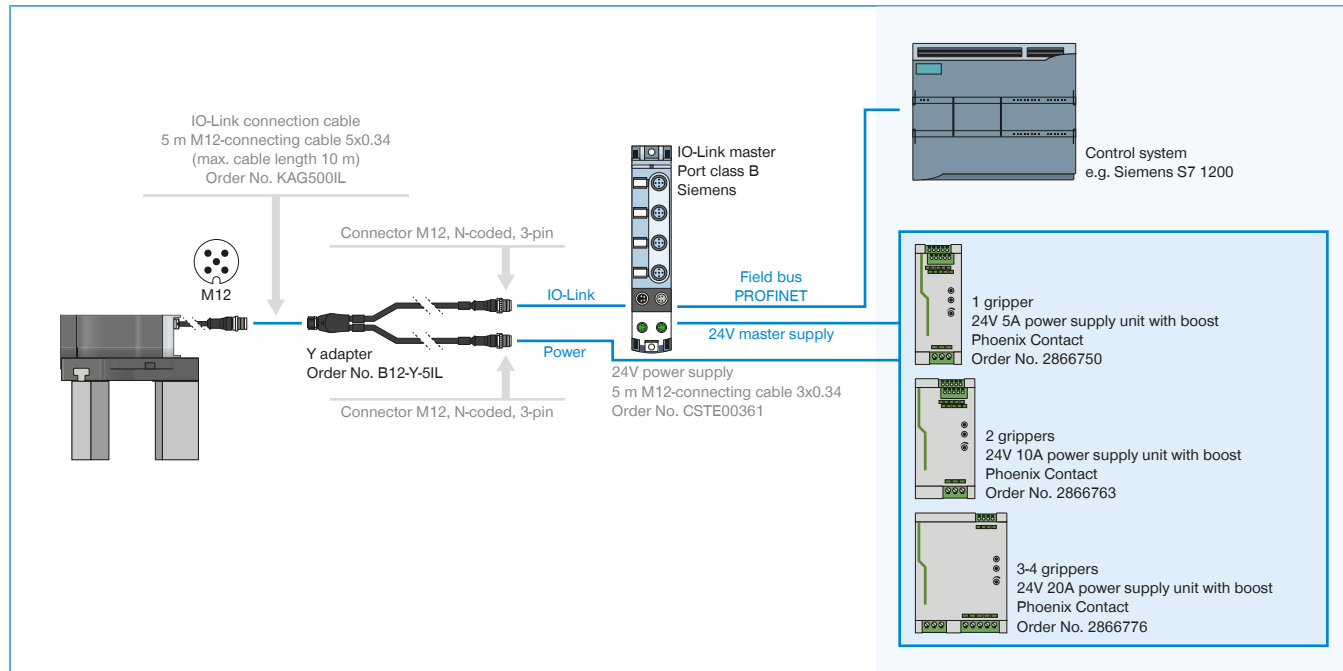 IO-Link connection cable
5 m M12-connecting cable 5x0.34
(max. cable length 10 m)
Order No. KAG500IL
M12
Connector M12, N-coded, 3-pin
Y adapter
Order No. B12-Y-5IL
Connector M12, N-coded, 3-pin
IO-Link
Power
IO-Link master
Port class B
Siemens
24V power supply
5 m M12-connecting cable 3x0.34
Order No. CSTE00361
Field bus
PROFINET
24V master supply
Control system
e.g. Siemens S7 1200
1 gripper
24V 5A power supply unit with boost
Phoenix Contact
Order No. 2866750
2 grippers
24V 10A power supply unit with boost
Phoenix Contact
Order No. 2866763
3-4 grippers
24V 20A power supply unit with boost
Phoenix Contact
Order No. 2866776